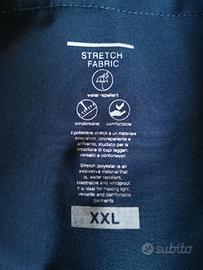 STRETCH
FABRIC
water repellent
windbreaker comfortable
Il poliestere stretch è un materiale
innovativo, idrorepellente e
antivento, studiato per la
creazione di capi leggeri,
versatili e confortevoli.
Stretch polyester is an
innovative material that
is, water repellent,
breathable and windproof.
It is ideal for making light,
versatile and comfortable
garments
XXL
subito